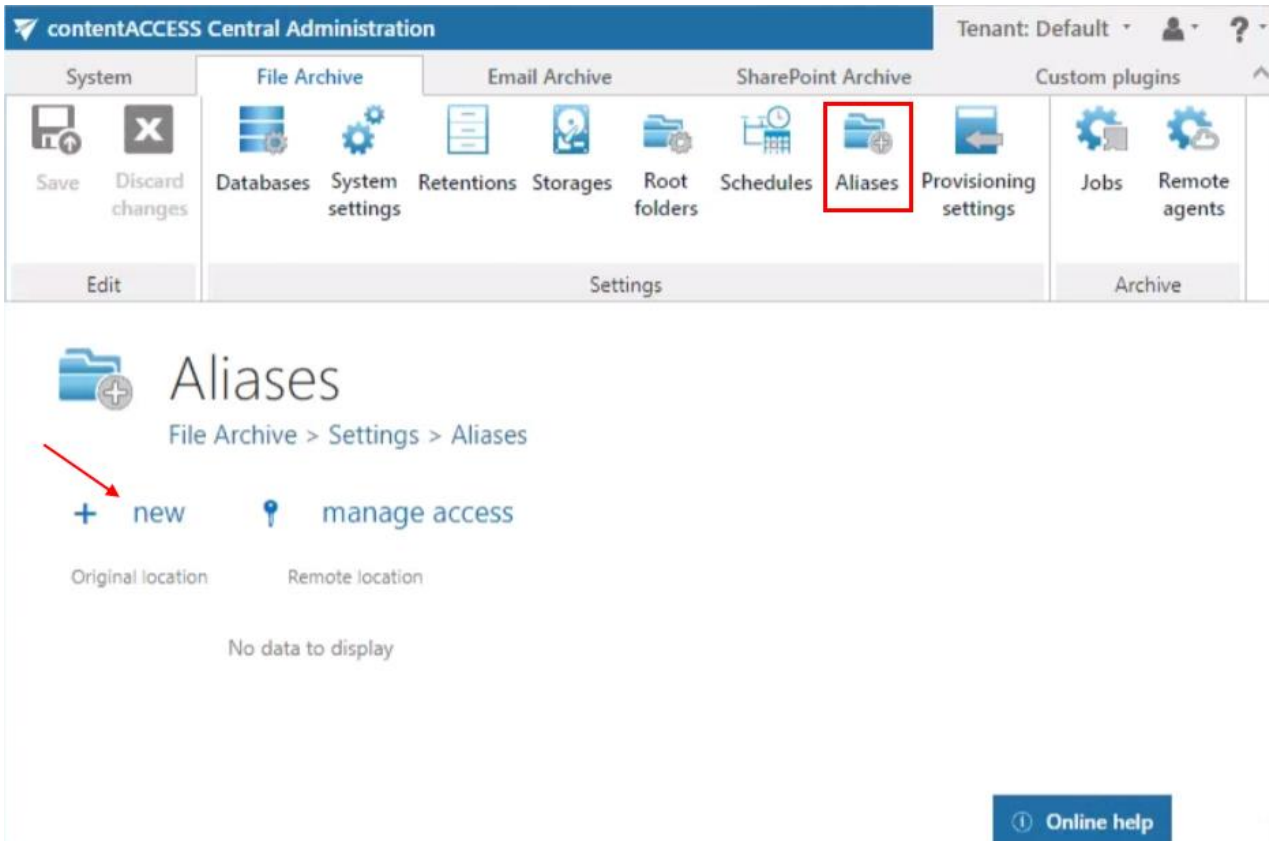 contentACCESS Central Administration Tenant: Default ?
System File Archive Email Archive SharePoint Archive Custom plugins
Save Discard changes Databases System settings Retentions Storages Root folders Schedules Aliases Provisioning settings Jobs Remote agents
Edit Settings Archive
Aliases
File Archive > Settings > Aliases
+ new manage access
Original location Remote location
No data to display
Online help